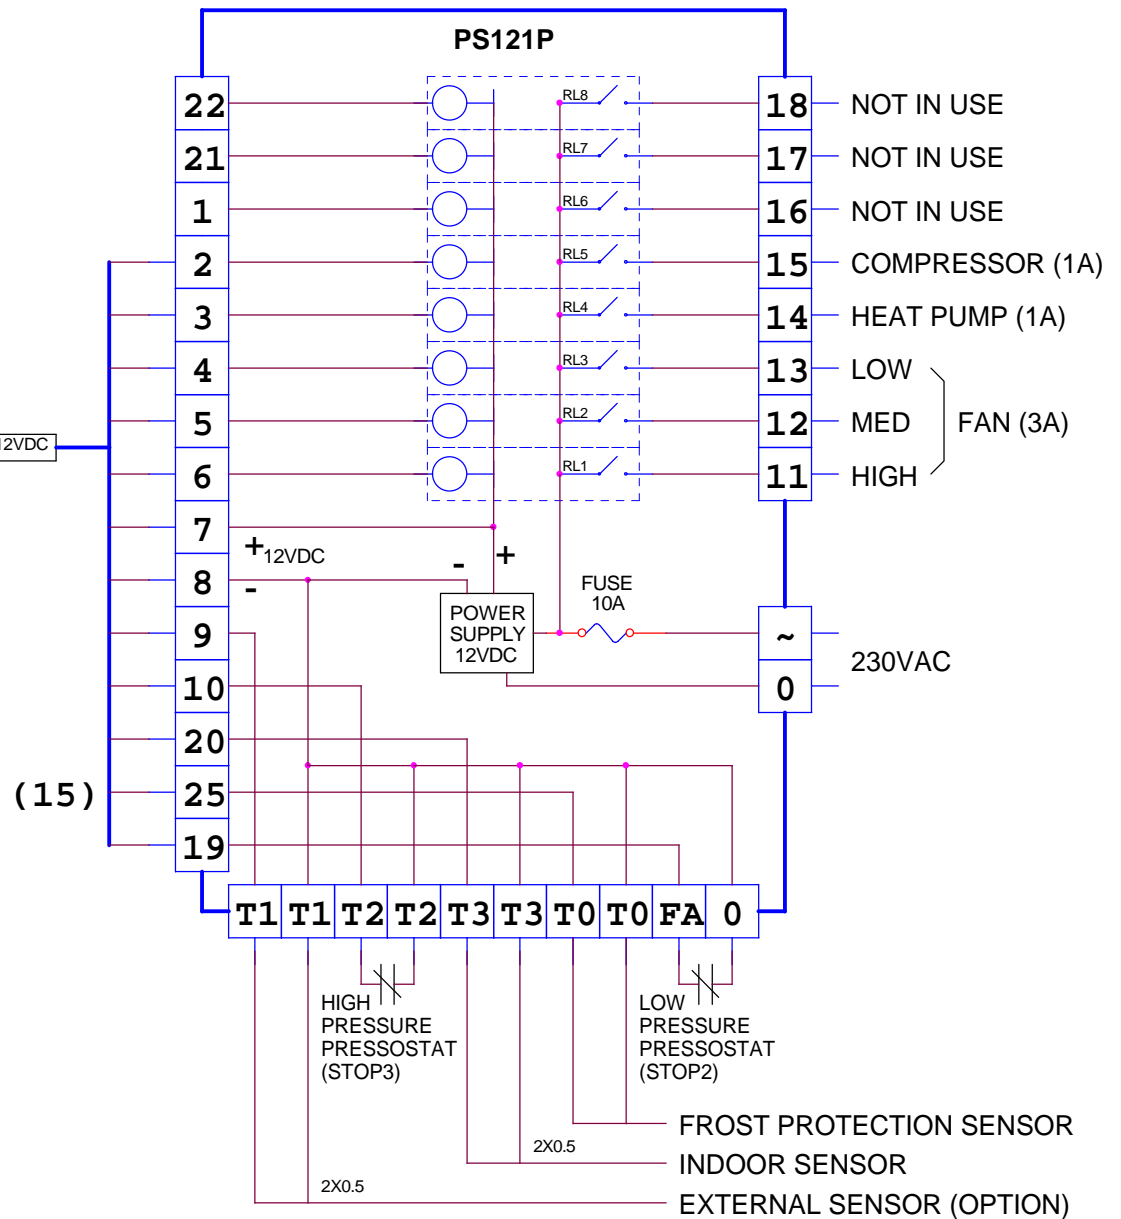 PS121P
22 RL8 18 NOT IN USE
21 RL7 17 NOT IN USE
1 RL6 16 NOT IN USE
2 RL5 15 COMPRESSOR (1A)
3 RL4 14 HEAT PUMP (1A)
4 RL3 13 LOW
5 RL2 12 MED FAN (3A)
12VDC
6 RL1 11 HIGH
7
+ 12VDC - +
8 -
FUSE
10A
POWER
SUPPLY
12VDC
9 ~
230VAC
10 0
20
(15) 25
19
T1 T1 T2 T2 T3 T3 T0 T0 FA 0
HIGH
PRESSURE
PRESSOSTAT
(STOP3)
LOW
PRESSURE
PRESSOSTAT
(STOP2)
FROST PROTECTION SENSOR
2X0.5
INDOOR SENSOR
2X0.5
EXTERNAL SENSOR (OPTION)